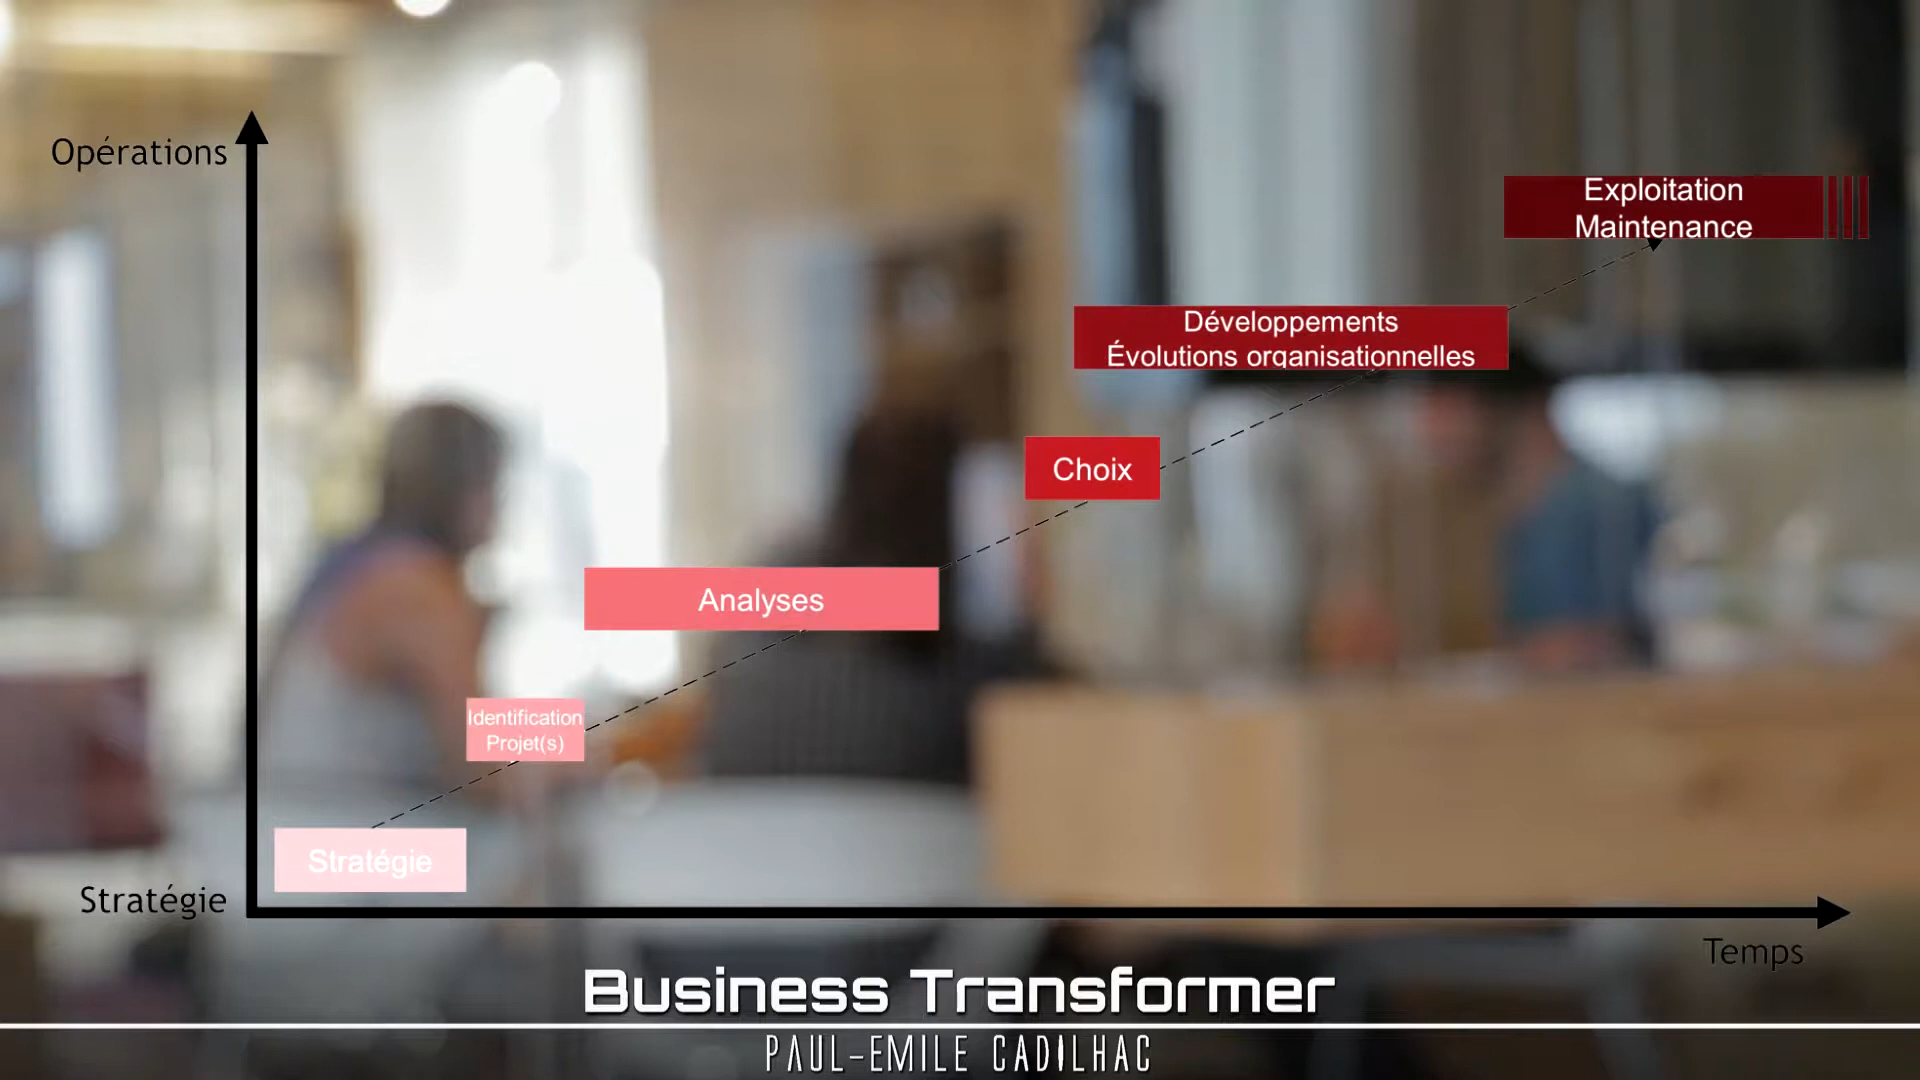 Opérations
Exploitation
Maintenance
Développements
Évolutions organisationnelles
Choix
Analyses
Identification
Projet(s)
Stratégie
Stratégie
Temps
Business Transformer
PAUL-EMILE CADILHAC